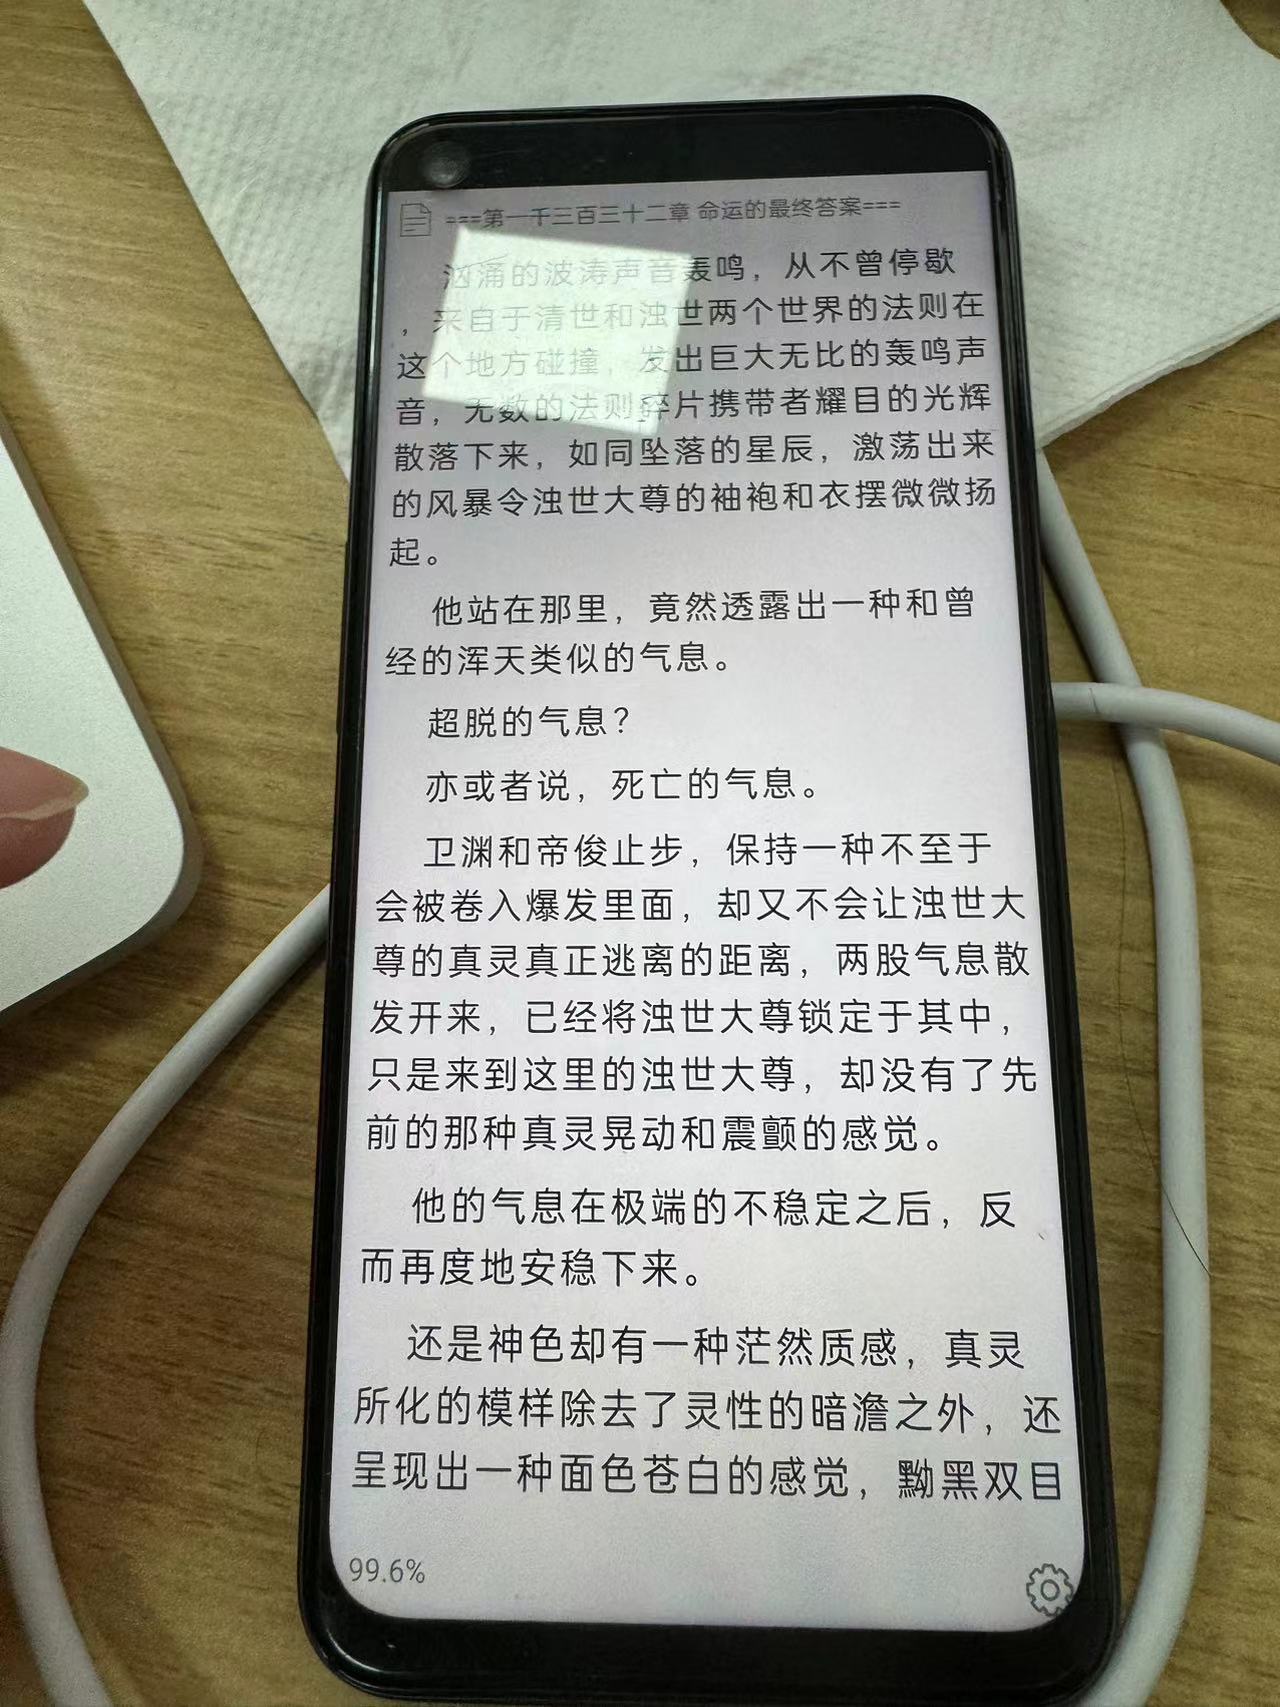 ===第一千三百三十二章 命运的最终答案===
汹涌的波涛声音轰鸣，从不曾停歇
，来自于清世和浊世两个世界的法则在
这个地方碰撞，发出巨大无比的轰鸣声
音，无数的法则碎片携带者耀目的光辉
散落下来，如同坠落的星辰，激荡出来
的风暴令浊世大尊的袖袍和衣摆微微扬
起。
他站在那里，竟然透露出一种和曾
经的浑天类似的气息。
超脱的气息？
亦或者说，死亡的气息。
卫渊和帝俊止步，保持一种不至于
会被卷入爆发里面，却又不会让浊世大
尊的真灵真正逃离的距离，两股气息散
发开来，已经将浊世大尊锁定于其中，
只是来到这里的浊世大尊，却没有了先
前的那种真灵晃动和震颤的感觉。
他的气息在极端的不稳定之后，反
而再度地安稳下来。
还是神色却有一种茫然质感，真灵
所化的模样除去了灵性的暗澹之外，还
呈现出一种面色苍白的感觉，黝黑双目
99.6%